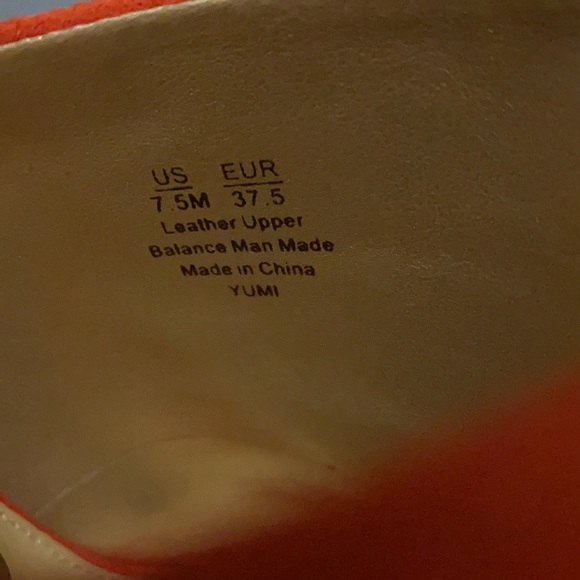 US EUR
7.5M 37.5
Leather Upper
Balance Man Made
Made in China
YUMI